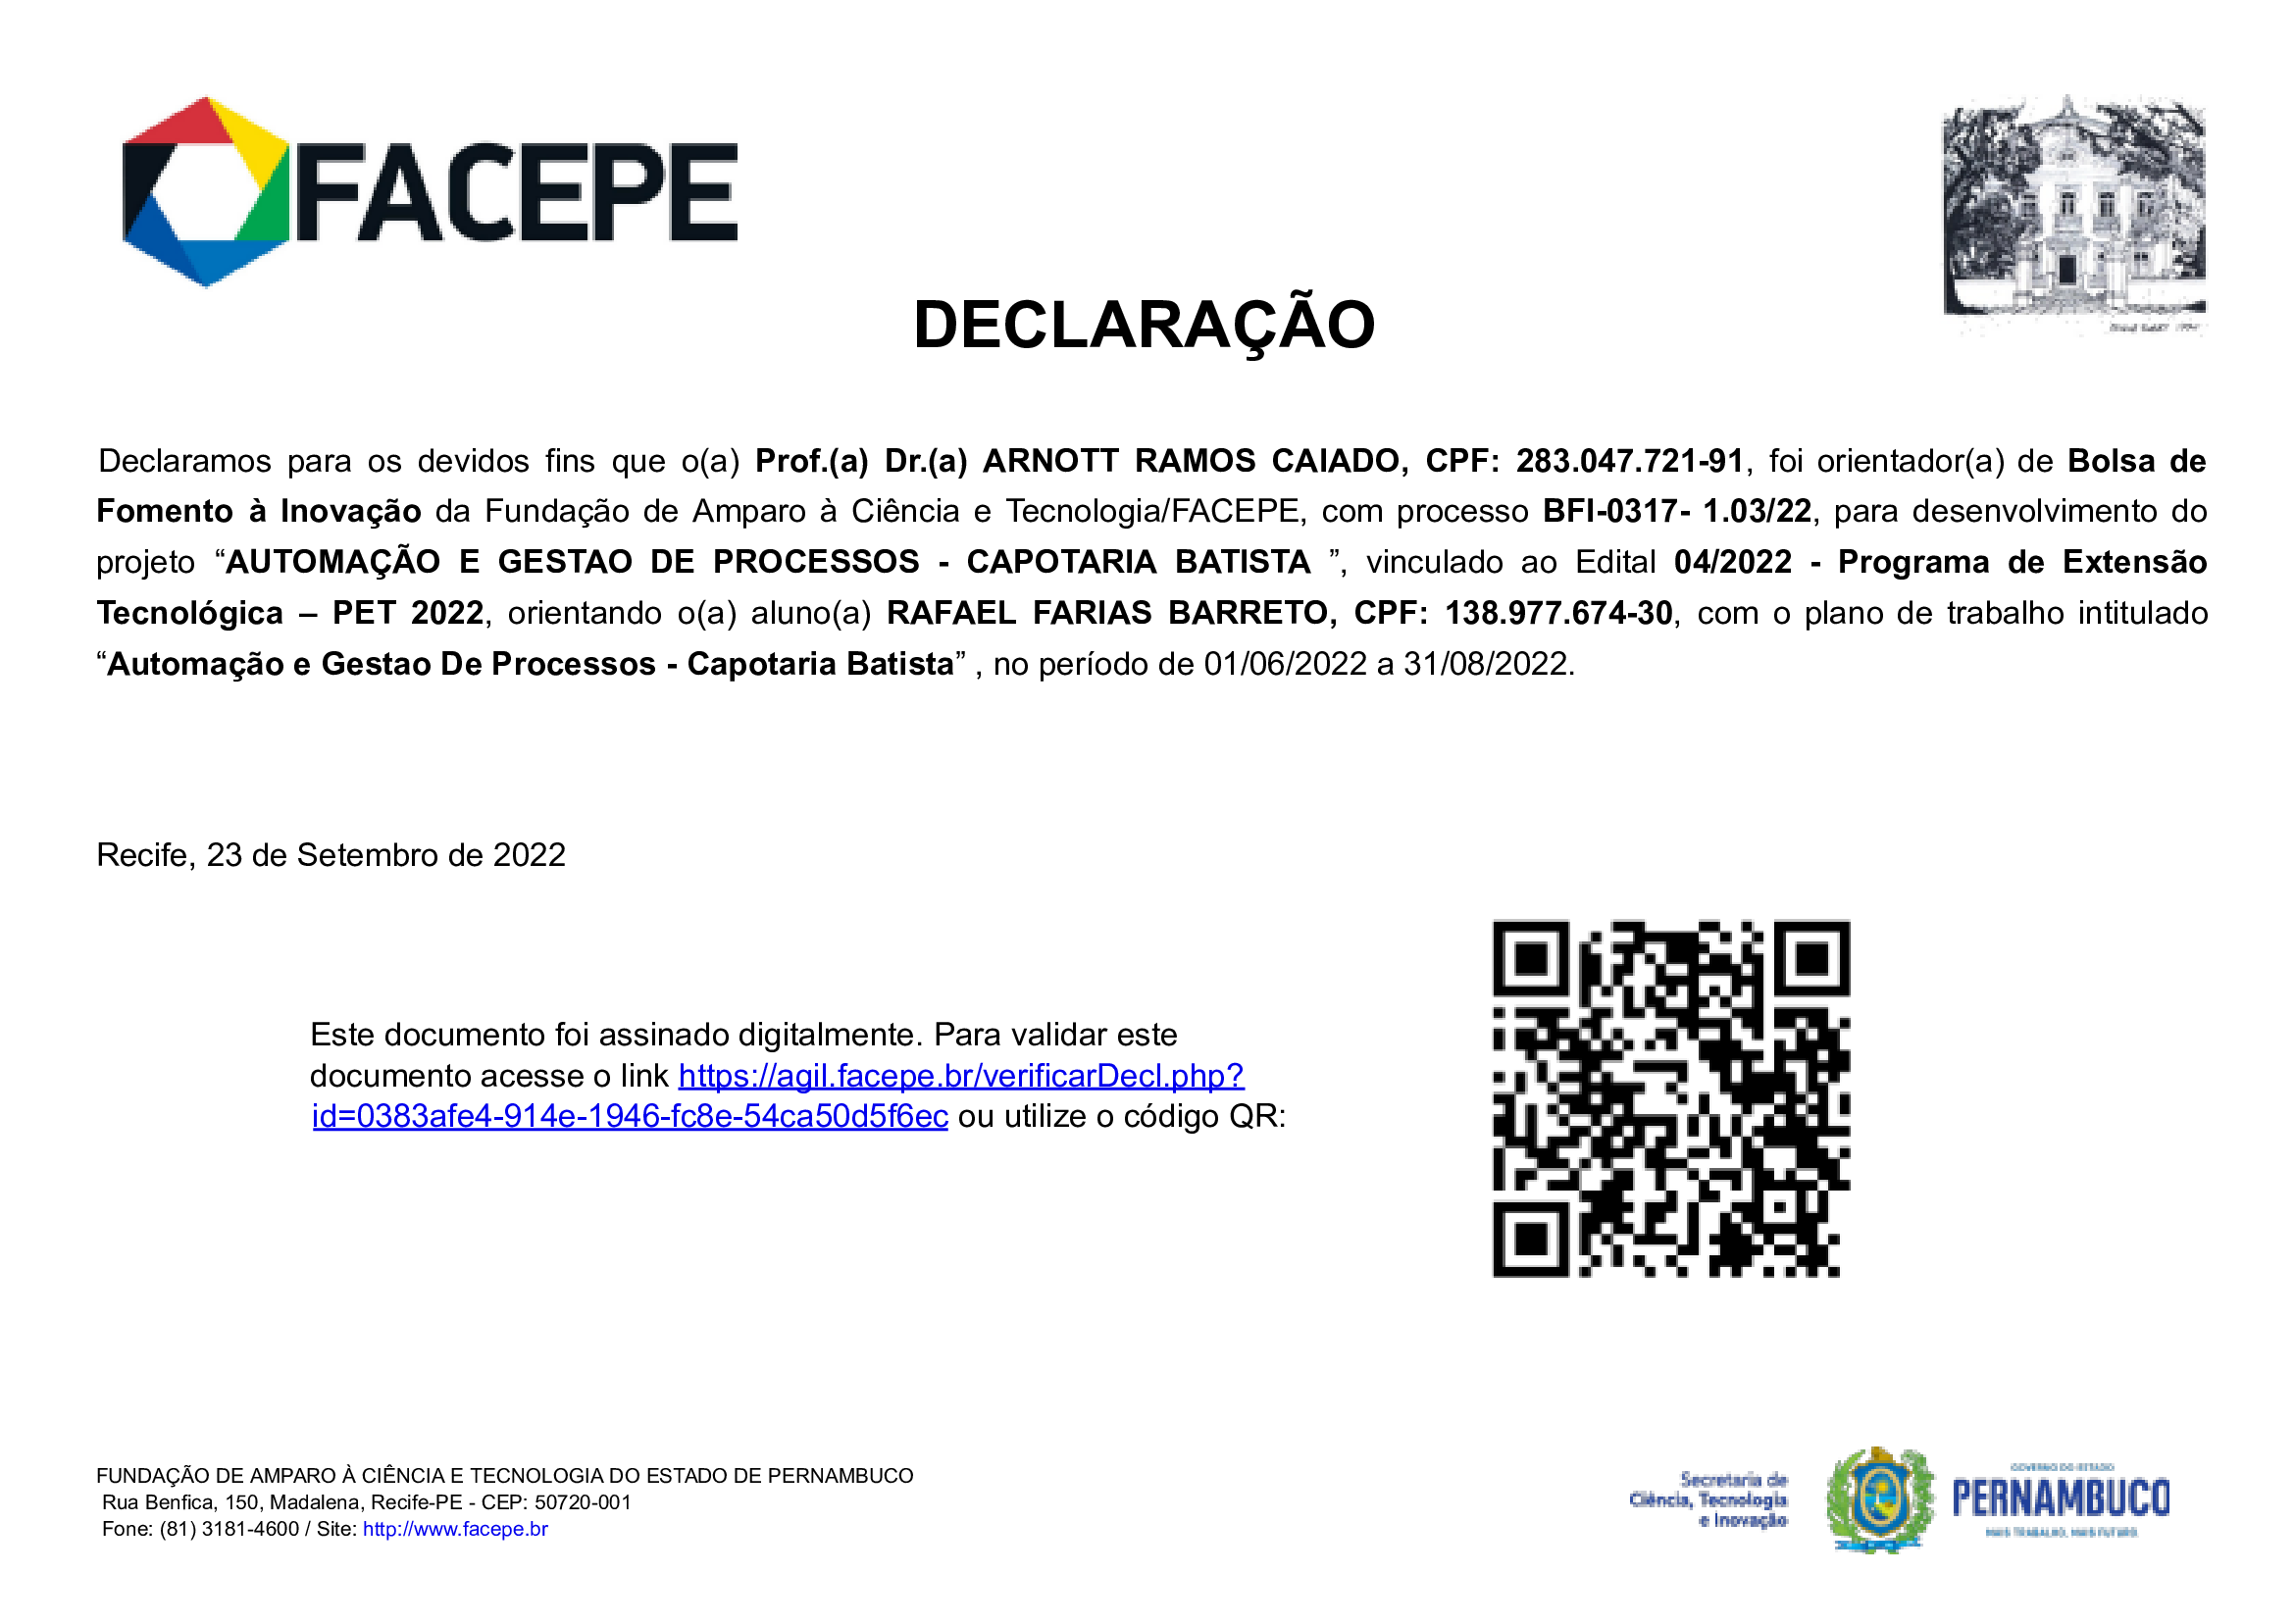 FACEPE
DECLARAÇÃO
Declaramos para os devidos fins que o(a) Prof.(a) Dr.(a) ARNOTT RAMOS CAIADO, CPF: 283.047.721-91, foi orientador(a) de Bolsa de
Fomento à Inovação da Fundação de Amparo à Ciência e Tecnologia/FACEPE, com processo BFI-0317- 1.03/22, para desenvolvimento do
projeto “AUTOMAÇÃO E GESTAO DE PROCESSOS - CAPOTARIA BATISTA ”, vinculado ao Edital 04/2022 - Programa de Extensão
Tecnológica – PET 2022, orientando o(a) aluno(a) RAFAEL FARIAS BARRETO, CPF: 138.977.674-30, com o plano de trabalho intitulado
“Automação e Gestao De Processos - Capotaria Batista” , no período de 01/06/2022 a 31/08/2022.
Recife, 23 de Setembro de 2022
Este documento foi assinado digitalmente. Para validar este
documento acesse o link https://agil.facepe.br/verificarDecl.php?
id=0383afe4-914e-1946-fc8e-54ca50d5f6ec ou utilize o código QR:
FUNDAÇÃO DE AMPARO À CIÊNCIA E TECNOLOGIA DO ESTADO DE PERNAMBUCO
Rua Benfica, 150, Madalena, Recife-PE - CEP: 50720-001
Fone: (81) 3181-4600 / Site: http://www.facepe.br
Secretaria de
Ciência, Tecnologia
e Inovação
GOVERNO DO ESTADO
PERNAMBUCO
MAIS TRABALHO, MAIS FUTURO.